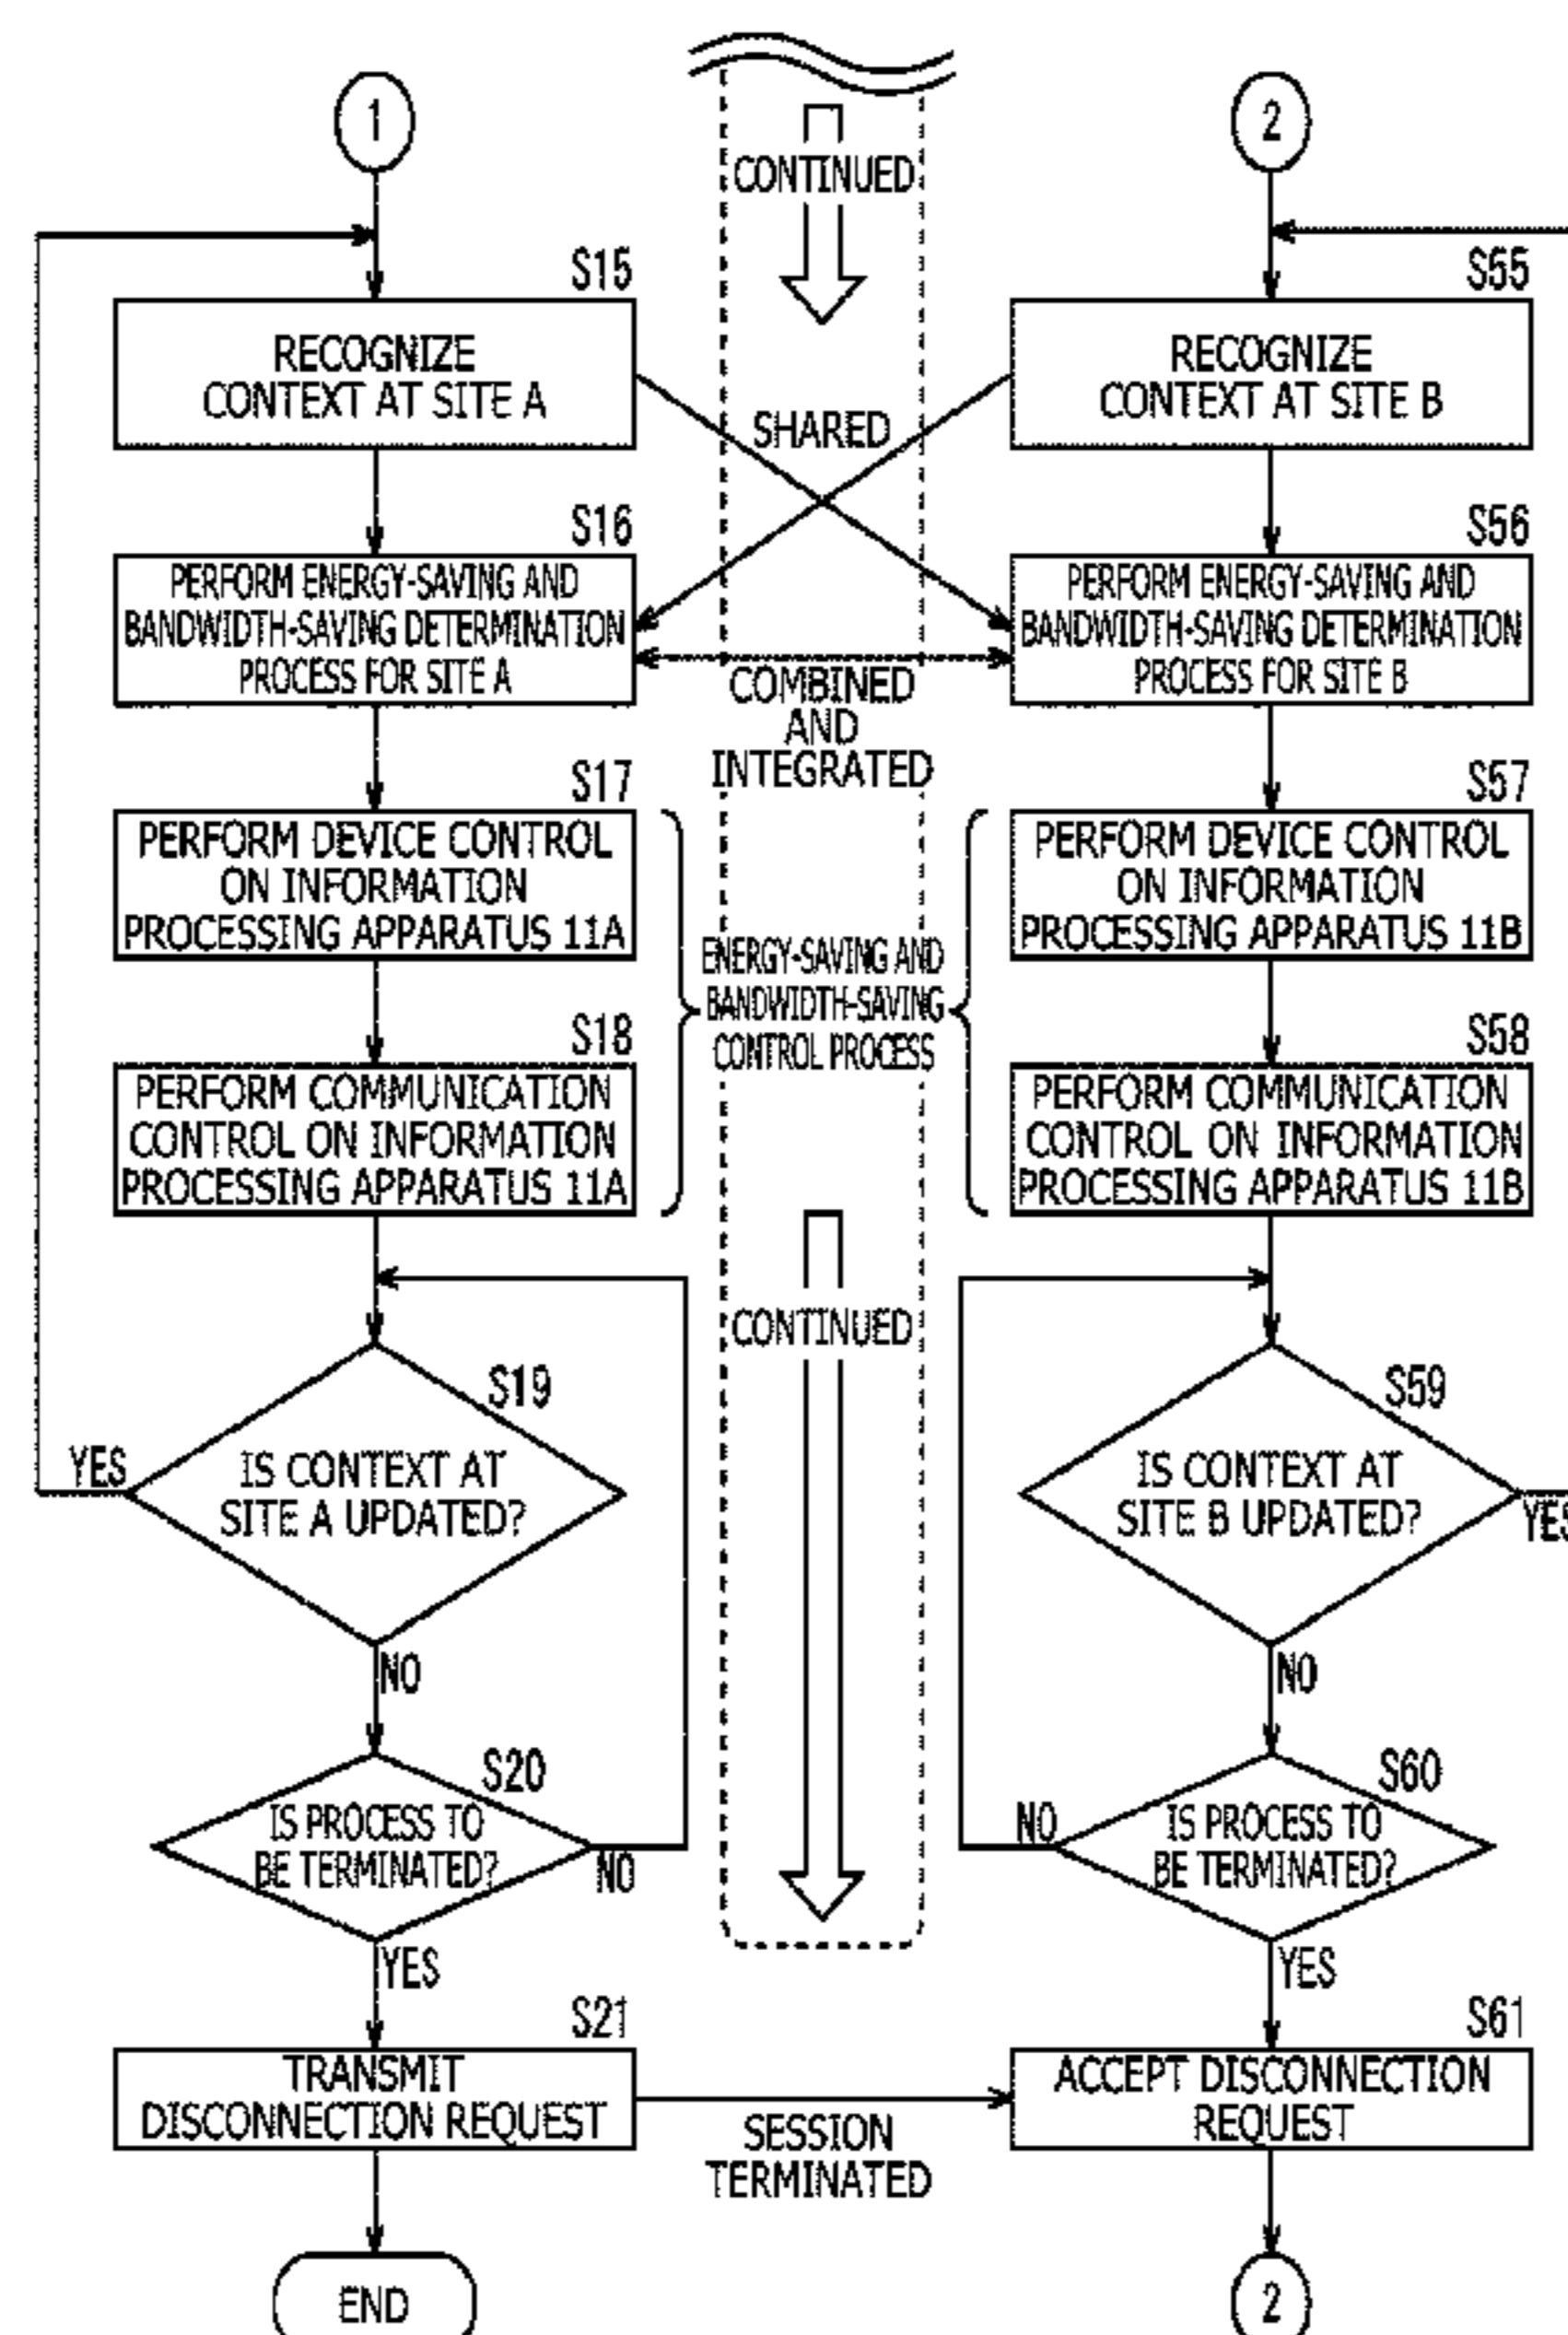 1
CONTINUED
2
S15
RECOGNIZE
CONTEXT AT SITE A
SHARED
S55
RECOGNIZE
CONTEXT AT SITE B
S16
PERFORM ENERGY-SAVING AND
BANDWIDTH-SAVING DETERMINATION
PROCESS FOR SITE A
COMBINED
AND
INTEGRATED
S56
PERFORM ENERGY-SAVING AND
BANDWIDTH-SAVING DETERMINATION
PROCESS FOR SITE B
S17
PERFORM DEVICE CONTROL
ON INFORMATION
PROCESSING APPARATUS 11A
ENERGY-SAVING AND
BANDWIDTH-SAVING
CONTROL PROCESS
S57
PERFORM DEVICE CONTROL
ON INFORMATION
PROCESSING APPARATUS 11B
S18
PERFORM COMMUNICATION
CONTROL ON INFORMATION
PROCESSING APPARATUS 11A
S58
PERFORM COMMUNICATION
CONTROL ON INFORMATION
PROCESSING APPARATUS 11B
CONTINUED
S19
IS CONTEXT AT
SITE A UPDATED?
YES
NO
S59
IS CONTEXT AT
SITE B UPDATED?
YES
NO
S20
IS PROCESS TO
BE TERMINATED?
NO
YES
S60
IS PROCESS TO
BE TERMINATED?
NO
YES
S21
TRANSMIT
DISCONNECTION REQUEST
SESSION
TERMINATED
S61
ACCEPT DISCONNECTION
REQUEST
END
2